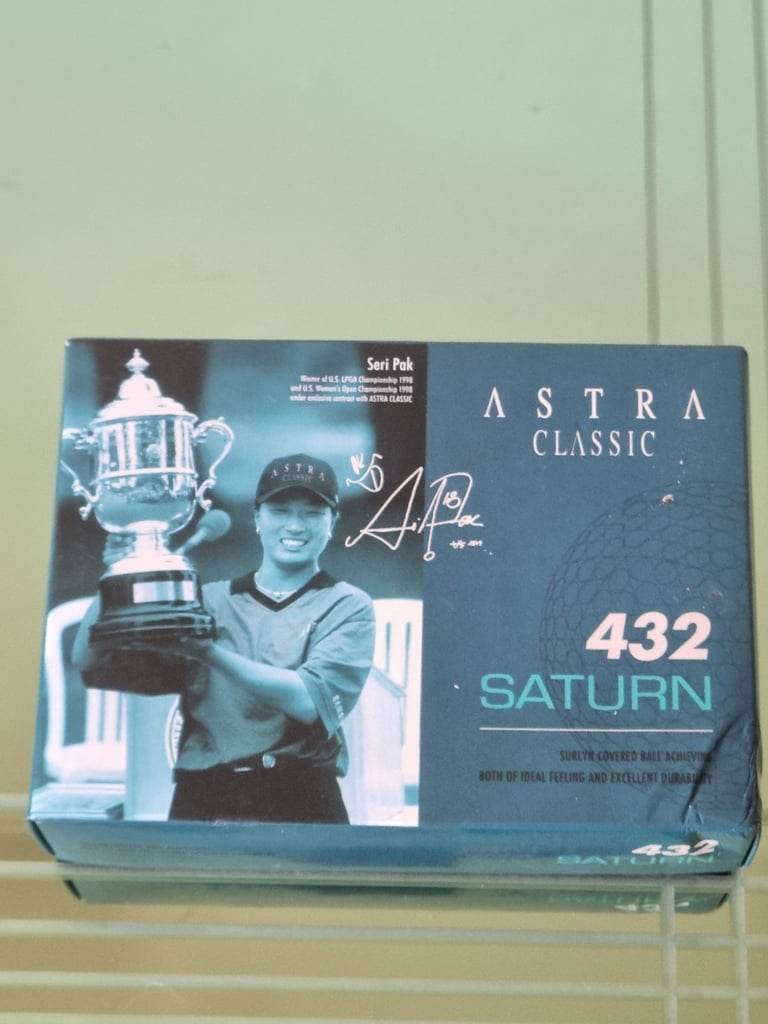 Seri Pak
Winner of U.S. LPGA Championship 1998
and U.S. Women's Open Championship 1998
under exclusive contract with ASTRA CLASSIC
ASTRA
CLASSIC
ASTRA
CLASSIC
432
SATURN
SURLYN COVERED BALL ACHIEVING
BOTH OF IDEAL FEELING AND EXCELLENT DURABILITY
432
SATURN